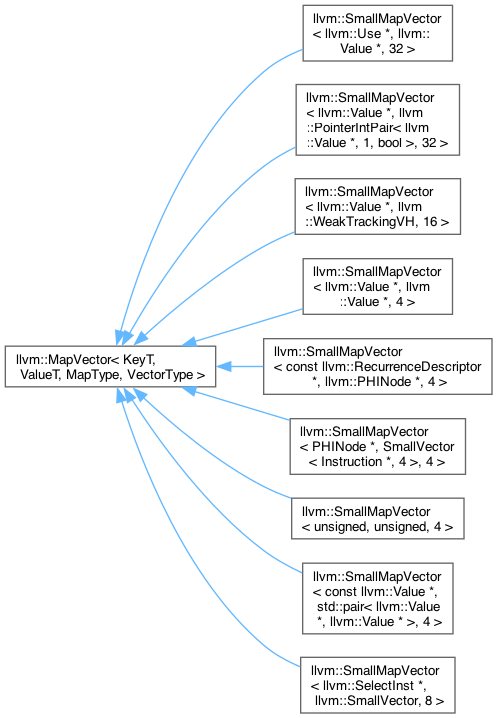 llvm::SmallMapVector
< llvm::Use *, llvm::
Value *, 32 >
llvm::SmallMapVector
< llvm::Value *, llvm
::PointerIntPair< llvm
::Value *, 1, bool >, 32 >
llvm::SmallMapVector
< llvm::Value *, llvm
::WeakTrackingVH, 16 >
llvm::SmallMapVector
< llvm::Value *, llvm
::Value *, 4 >
llvm::MapVector< KeyT,
ValueT, MapType, VectorType >
llvm::SmallMapVector
< const llvm::RecurrenceDescriptor
*, llvm::PHINode *, 4 >
llvm::SmallMapVector
< PHINode *, SmallVector
< Instruction *, 4 >, 4 >
llvm::SmallMapVector
< unsigned, unsigned, 4 >
llvm::SmallMapVector
< const llvm::Value *,
std::pair< llvm::Value
*, llvm::Value * >, 4 >
llvm::SmallMapVector
< llvm::SelectInst *,
llvm::SmallVector, 8 >